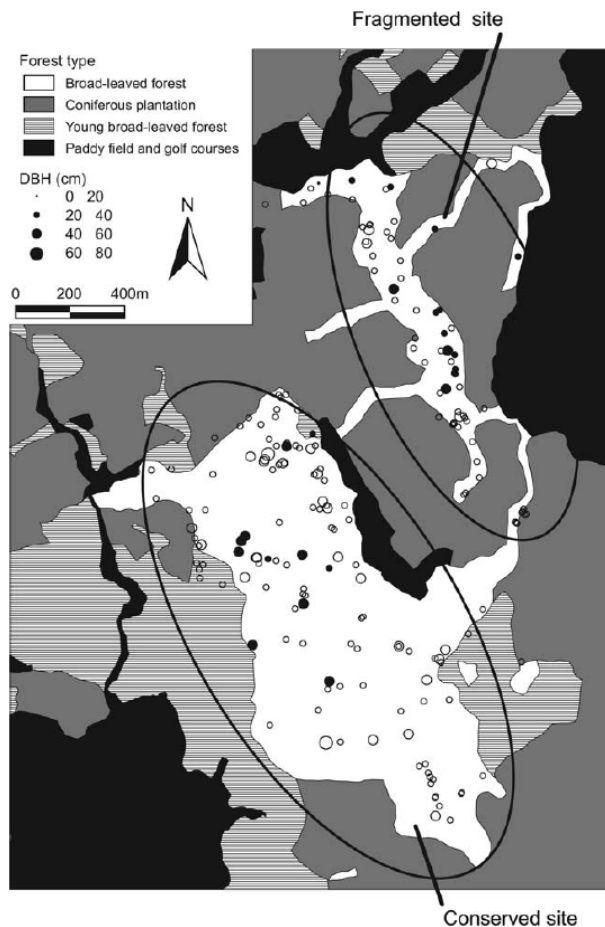 Fragmented site
Forest type
Broad-leaved forest
Coniferous plantation
Young broad-leaved forest
Paddy field and golf courses
DBH (cm)
0 20
20 40
40 60
60 80
N
0 200 400m
Conserved site